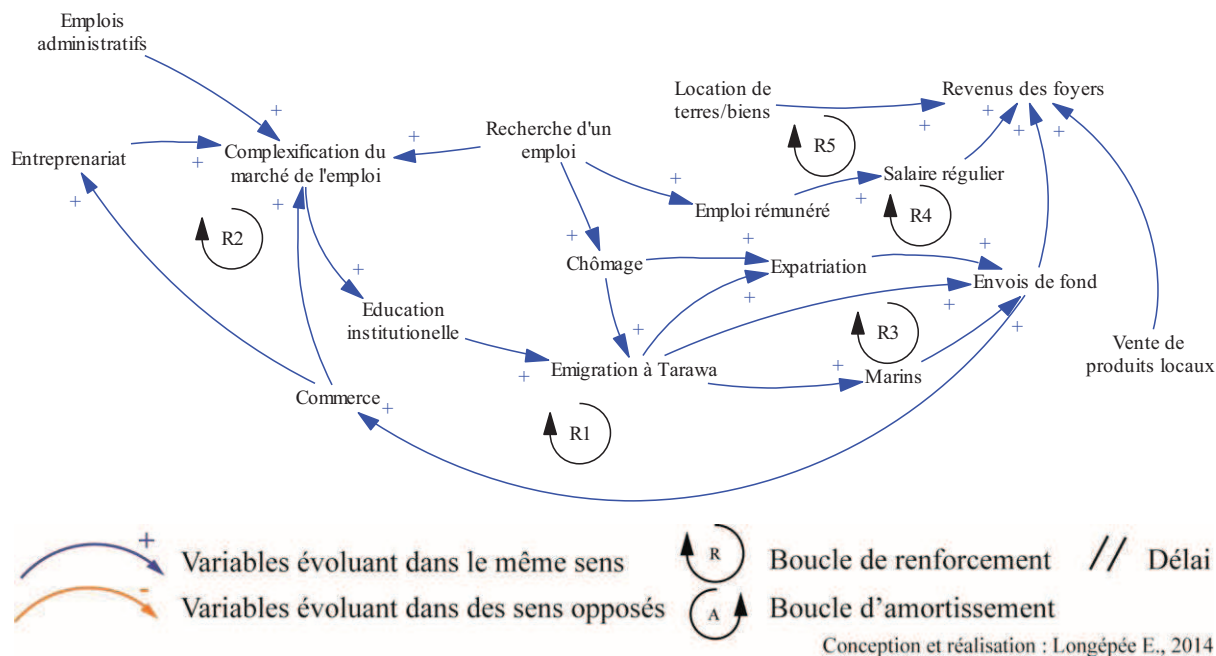 Emplois
administratifs
Location de
terres/biens
Revenus des foyers
Entreprenariat
Complexification du
marché de l'emploi
Recherche d'un
emploi
R5
Salaire régulier
Emploi rémunéré
R4
R2
Chômage
Expatriation
Envois de fond
Education
institutionelle
R3
Vente de
produits locaux
Emigration à Tarawa
Marins
Commerce
R1
+ + + + + + + + + + + + + + + + + + + + + + +
+ Variables évoluant dans le même sens
- Variables évoluant dans des sens opposés
R Boucle de renforcement
A Boucle d'amortissement
// Délai
Conception et réalisation : Longépée E., 2014